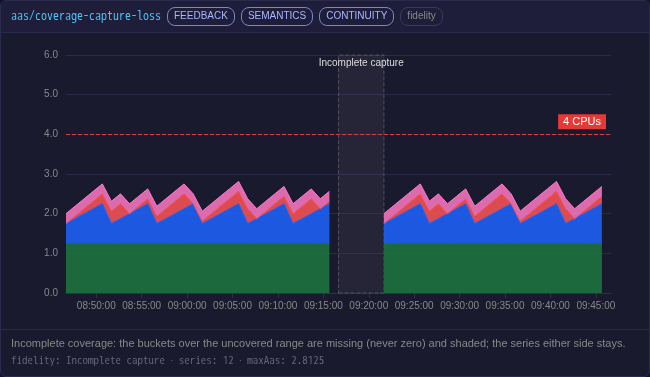 aas/coverage-capture-loss FEEDBACK SEMANTICS CONTINUITY fidelity
Incomplete capture
6.0
5.0
4 CPUs
4.0
3.0
2.0
1.0
0.0
08:50:00 08:55:00 09:00:00 09:05:00 09:10:00 09:15:00 09:20:00 09:25:00 09:30:00 09:35:00 09:40:00 09:45:00
Incomplete coverage: the buckets over the uncovered range are missing (never zero) and shaded; the series either side stays.
fidelity: Incomplete capture · series: 12 · maxAas: 2.8125